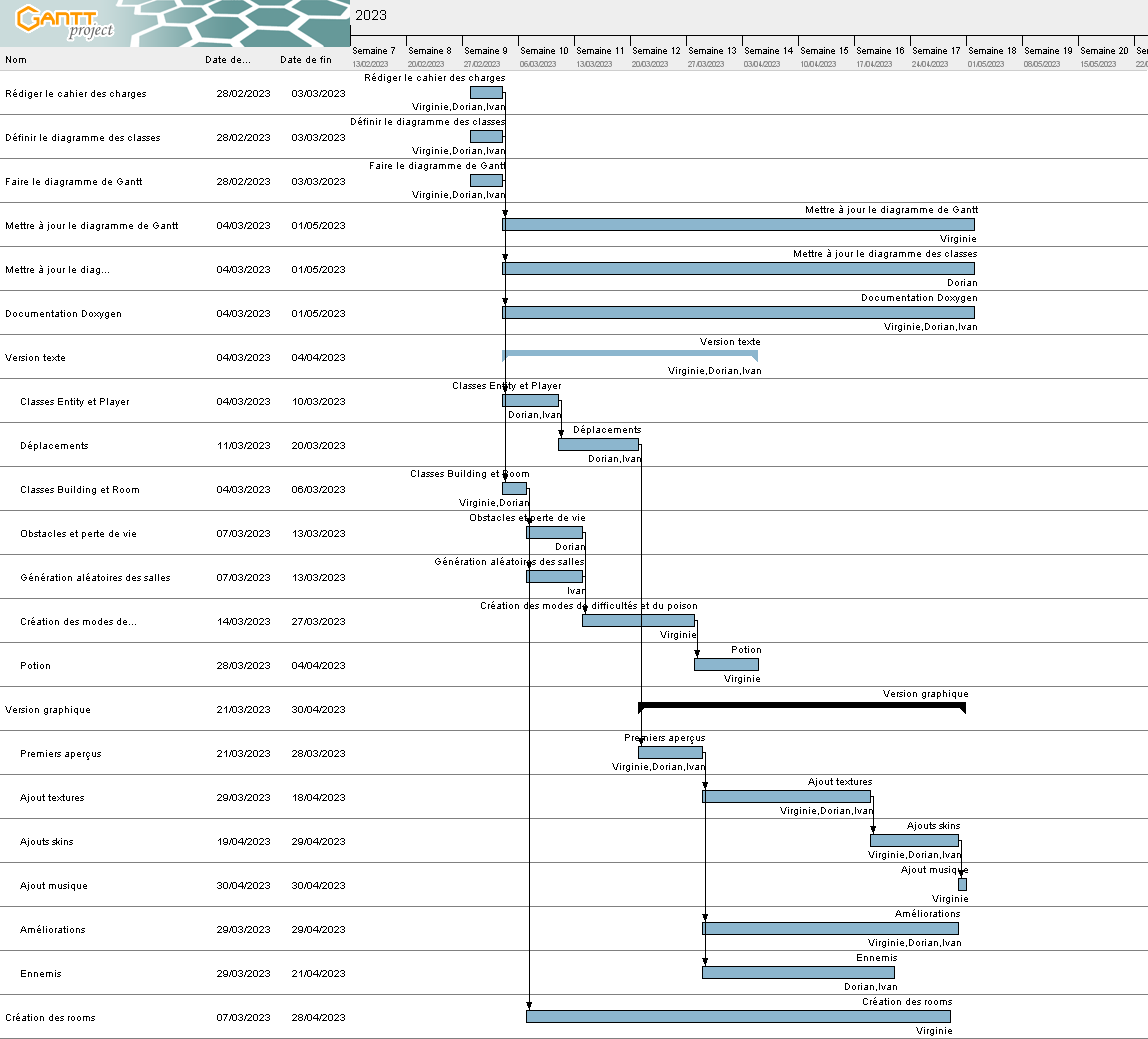 GANTT
project
2023
Semaine 7 Semaine 8 Semaine 9 Semaine 10 Semaine 11 Semaine 12 Semaine 13 Semaine 14 Semaine 15 Semaine 16 Semaine 17 Semaine 18 Semaine 19 Semaine 20
Nom Date de... Date de fin 13/02/2023 20/02/2023 27/02/2023 06/03/2023 13/03/2023 20/03/2023 27/03/2023 03/04/2023 10/04/2023 17/04/2023 24/04/2023 01/05/2023 08/05/2023 15/05/2023
Rédiger le cahier des charges
Rédiger le cahier des charges 28/02/2023 03/03/2023
Virginie,Dorian,Ivan
Définir le diagramme des classes
Définir le diagramme des classes 28/02/2023 03/03/2023
Virginie,Dorian,Ivan
Faire le diagramme de Gantt
Faire le diagramme de Gantt 28/02/2023 03/03/2023
Virginie,Dorian,Ivan
Mettre à jour le diagramme de Gantt
Mettre à jour le diagramme de Gantt 04/03/2023 01/05/2023
Virginie
Mettre à jour le diagramme des classes
Mettre à jour le diag... 04/03/2023 01/05/2023
Dorian
Documentation Doxygen
Documentation Doxygen 04/03/2023 01/05/2023
Virginie,Dorian,Ivan
Version texte
Version texte 04/03/2023 04/04/2023
Virginie,Dorian,Ivan
Classes Entity et Player
Classes Entity et Player 04/03/2023 10/03/2023
Dorian,Ivan
Déplacements
Déplacements 11/03/2023 20/03/2023
Dorian,Ivan
Classes Building et Room
Classes Building et Room 04/03/2023 06/03/2023
Virginie,Dorian
Obstacles et perte de vie
Obstacles et perte de vie 07/03/2023 13/03/2023
Dorian
Génération aléatoires des salles
Génération aléatoires des salles 07/03/2023 13/03/2023
Ivan
Création des modes de difficultés et du poison
Création des modes de... 14/03/2023 27/03/2023
Virginie
Potion
Potion 28/03/2023 04/04/2023
Virginie
Version graphique
Version graphique 21/03/2023 30/04/2023
Premiers aperçus
Premiers aperçus 21/03/2023 28/03/2023
Virginie,Dorian,Ivan
Ajout textures
Ajout textures 29/03/2023 18/04/2023
Virginie,Dorian,Ivan
Ajouts skins
Ajouts skins 19/04/2023 29/04/2023
Virginie,Dorian,Ivan
Ajout musique
Ajout musique 30/04/2023 30/04/2023
Virginie
Améliorations
Améliorations 29/03/2023 29/04/2023
Virginie,Dorian,Ivan
Ennemis
Ennemis 29/03/2023 21/04/2023
Dorian,Ivan
Création des rooms
Création des rooms 07/03/2023 28/04/2023
Virginie